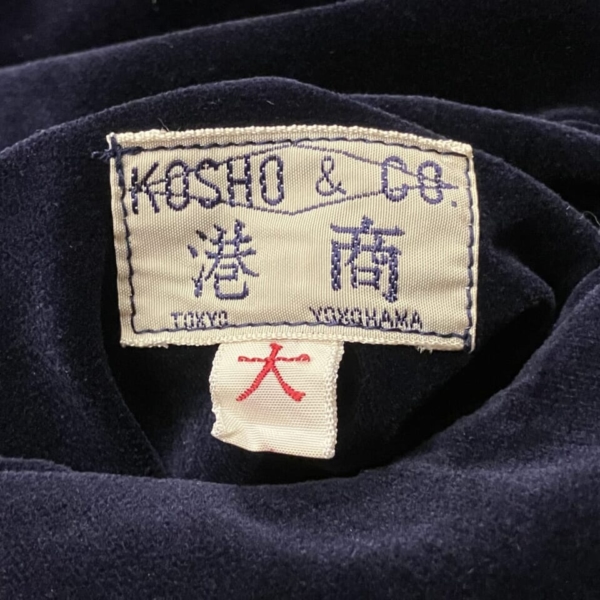 KOSHO & CO.
港商
TOKYO YOKOHAMA
大